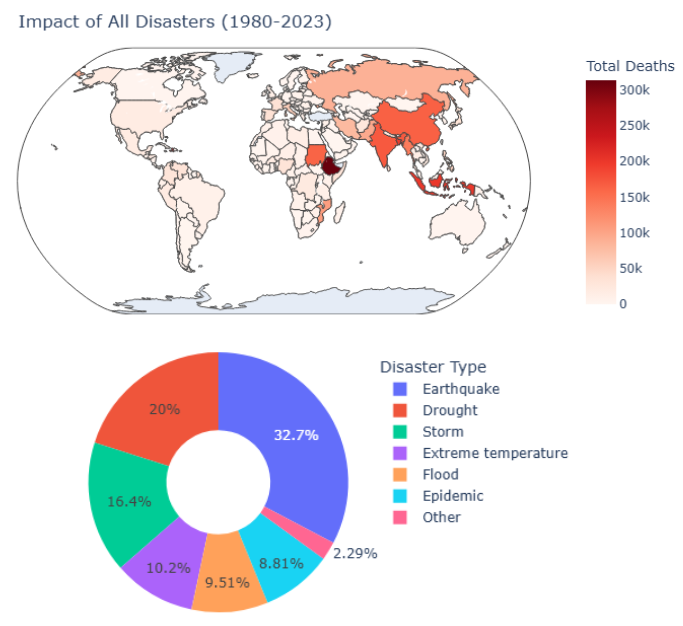 Impact of All Disasters (1980-2023)
Total Deaths
300k
250k
200k
150k
100k
50k
0
Disaster Type
Earthquake
Drought
Storm
Extreme temperature
Flood
Epidemic
Other
32.7%
20%
16.4%
10.2%
9.51%
8.81%
2.29%